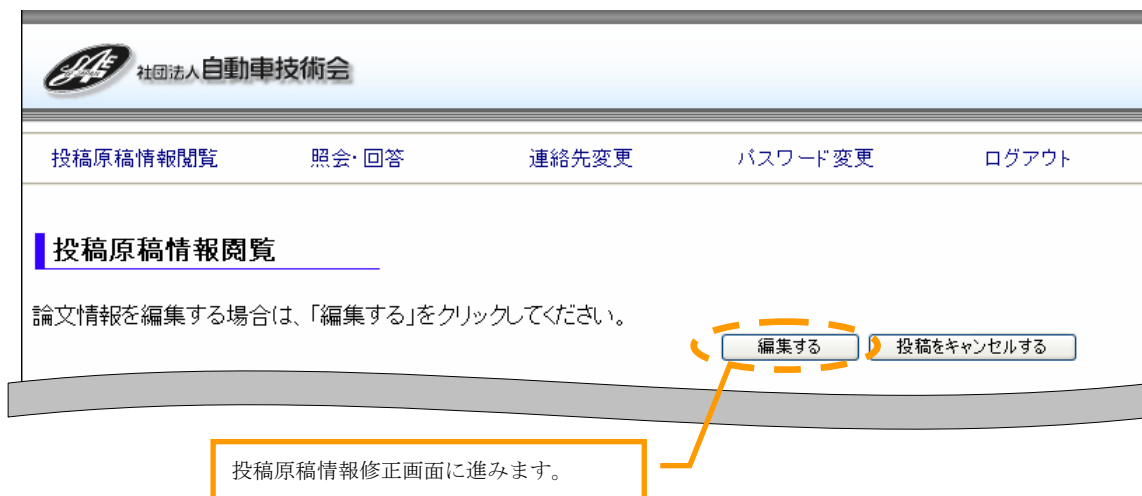 社団法人自動車技術会
投稿原稿情報閲覧 照会・回答 連絡先変更 パスワード変更 ログアウト
投稿原稿情報閲覧
論文情報を編集する場合は、「編集する」をクリックしてください。
編集する 投稿をキャンセルする
投稿原稿情報修正画面に進みます。